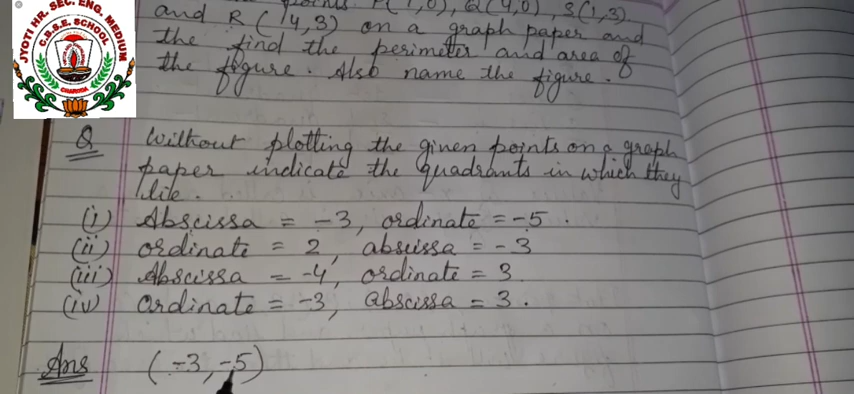 JYOTI HR. SEC. ENG. MEDIUM
C.B.S.E. SCHOOL
CHARODA
points. P(1,0), Q(4,0), S(1,3)
and R (4,3) on a graph paper and
the find the perimeter and area of
the figure. Also name the figure.
Q Without plotting the given points on a graph
paper indicate the quadrants in which they
lie.
(i) Abscissa = -3, ordinate = -5.
(ii) ordinate = 2, abscissa = -3
(iii) Abscissa = -4, ordinate = 3.
(iv) ordinate = -3, abscissa = 3.
Ans (-3, -5)